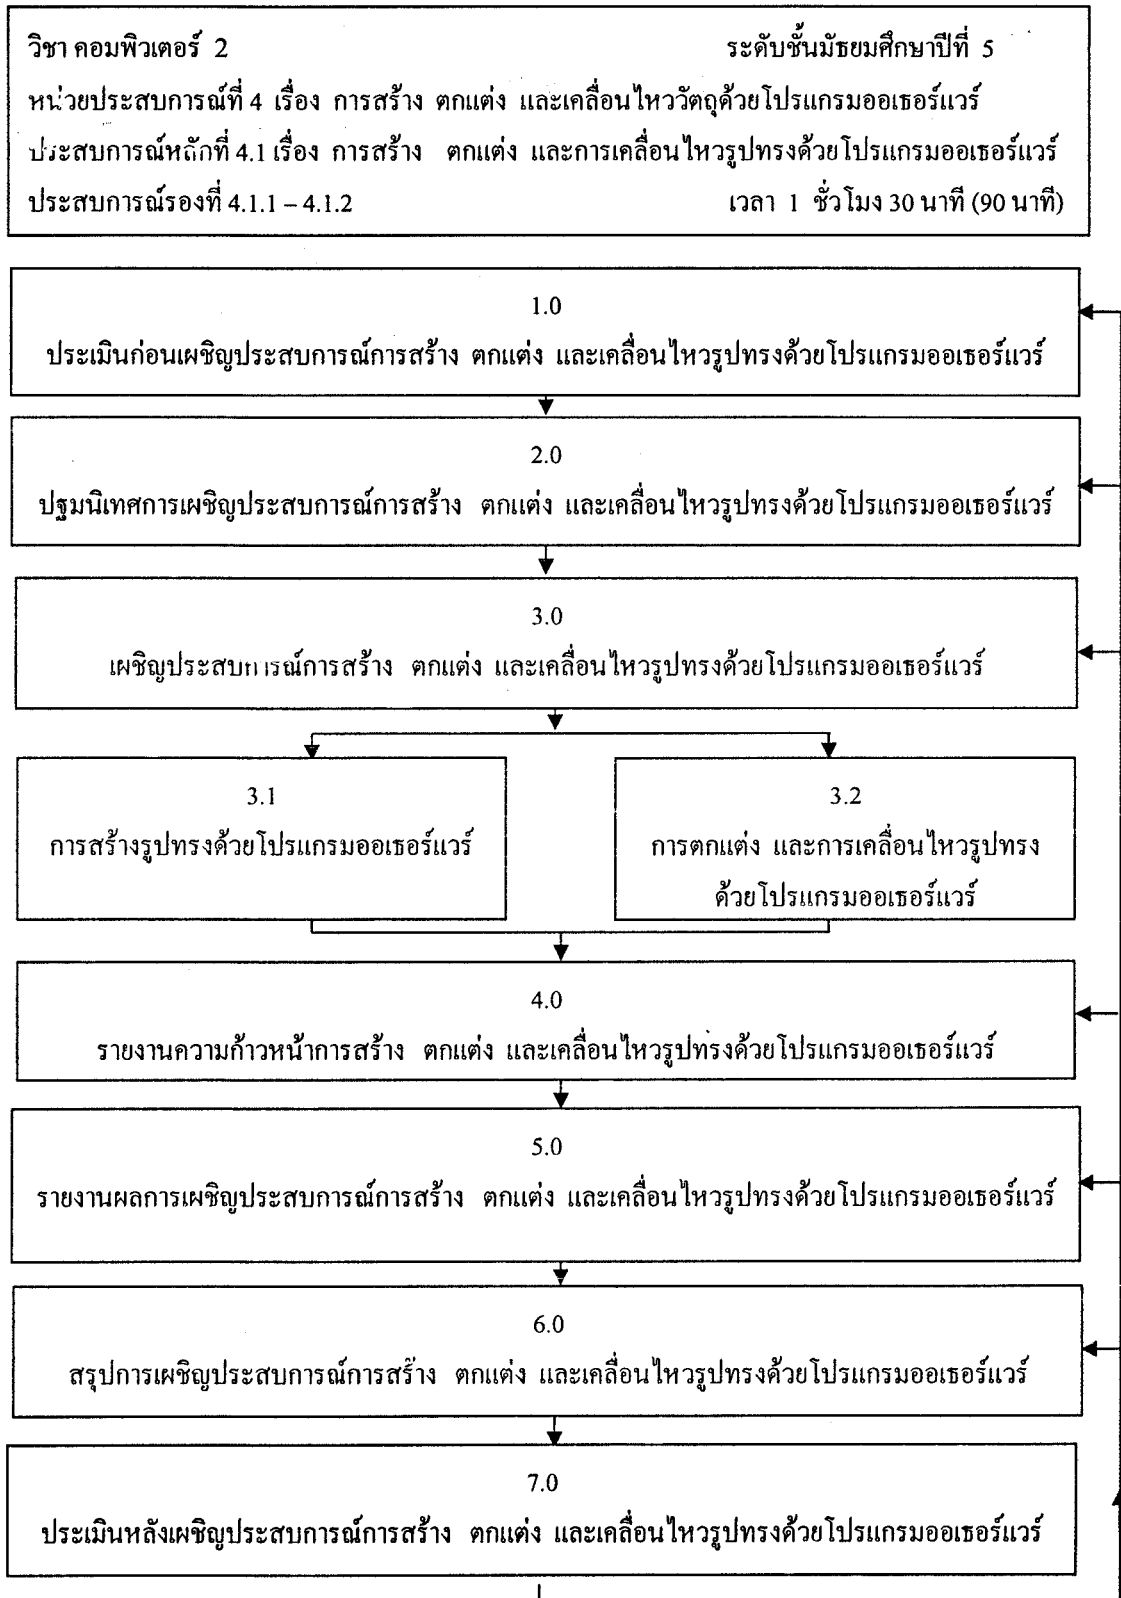 วิชา คอมพิวเตอร์ 2 ระดับชั้นมัธยมศึกษาปีที่ 5
หน่วยประสบการณ์ที่ 4 เรื่อง การสร้าง ตกแต่ง และเคลื่อนไหววัตถุด้วยโปรแกรมออเธอร์แวร์
ประสบการณ์หลักที่ 4.1 เรื่อง การสร้าง ตกแต่ง และการเคลื่อนไหวรูปทรงด้วยโปรแกรมออเธอร์แวร์
ประสบการณ์รองที่ 4.1.1 – 4.1.2 เวลา 1 ชั่วโมง 30 นาที (90 นาที)
1.0
ประเมินก่อนเผชิญประสบการณ์การสร้าง ตกแต่ง และเคลื่อนไหวรูปทรงด้วยโปรแกรมออเธอร์แวร์
2.0
ปฐมนิเทศการเผชิญประสบการณ์การสร้าง ตกแต่ง และเคลื่อนไหวรูปทรงด้วยโปรแกรมออเธอร์แวร์
3.0
เผชิญประสบการณ์การสร้าง ตกแต่ง และเคลื่อนไหวรูปทรงด้วยโปรแกรมออเธอร์แวร์
3.1
การสร้างรูปทรงด้วยโปรแกรมออเธอร์แวร์
3.2
การตกแต่ง และการเคลื่อนไหวรูปทรง
ด้วยโปรแกรมออเธอร์แวร์
4.0
รายงานความก้าวหน้าการสร้าง ตกแต่ง และเคลื่อนไหวรูปทรงด้วยโปรแกรมออเธอร์แวร์
5.0
รายงานผลการเผชิญประสบการณ์การสร้าง ตกแต่ง และเคลื่อนไหวรูปทรงด้วยโปรแกรมออเธอร์แวร์
6.0
สรุปการเผชิญประสบการณ์การสร้าง ตกแต่ง และเคลื่อนไหวรูปทรงด้วยโปรแกรมออเธอร์แวร์
7.0
ประเมินหลังเผชิญประสบการณ์การสร้าง ตกแต่ง และเคลื่อนไหวรูปทรงด้วยโปรแกรมออเธอร์แวร์